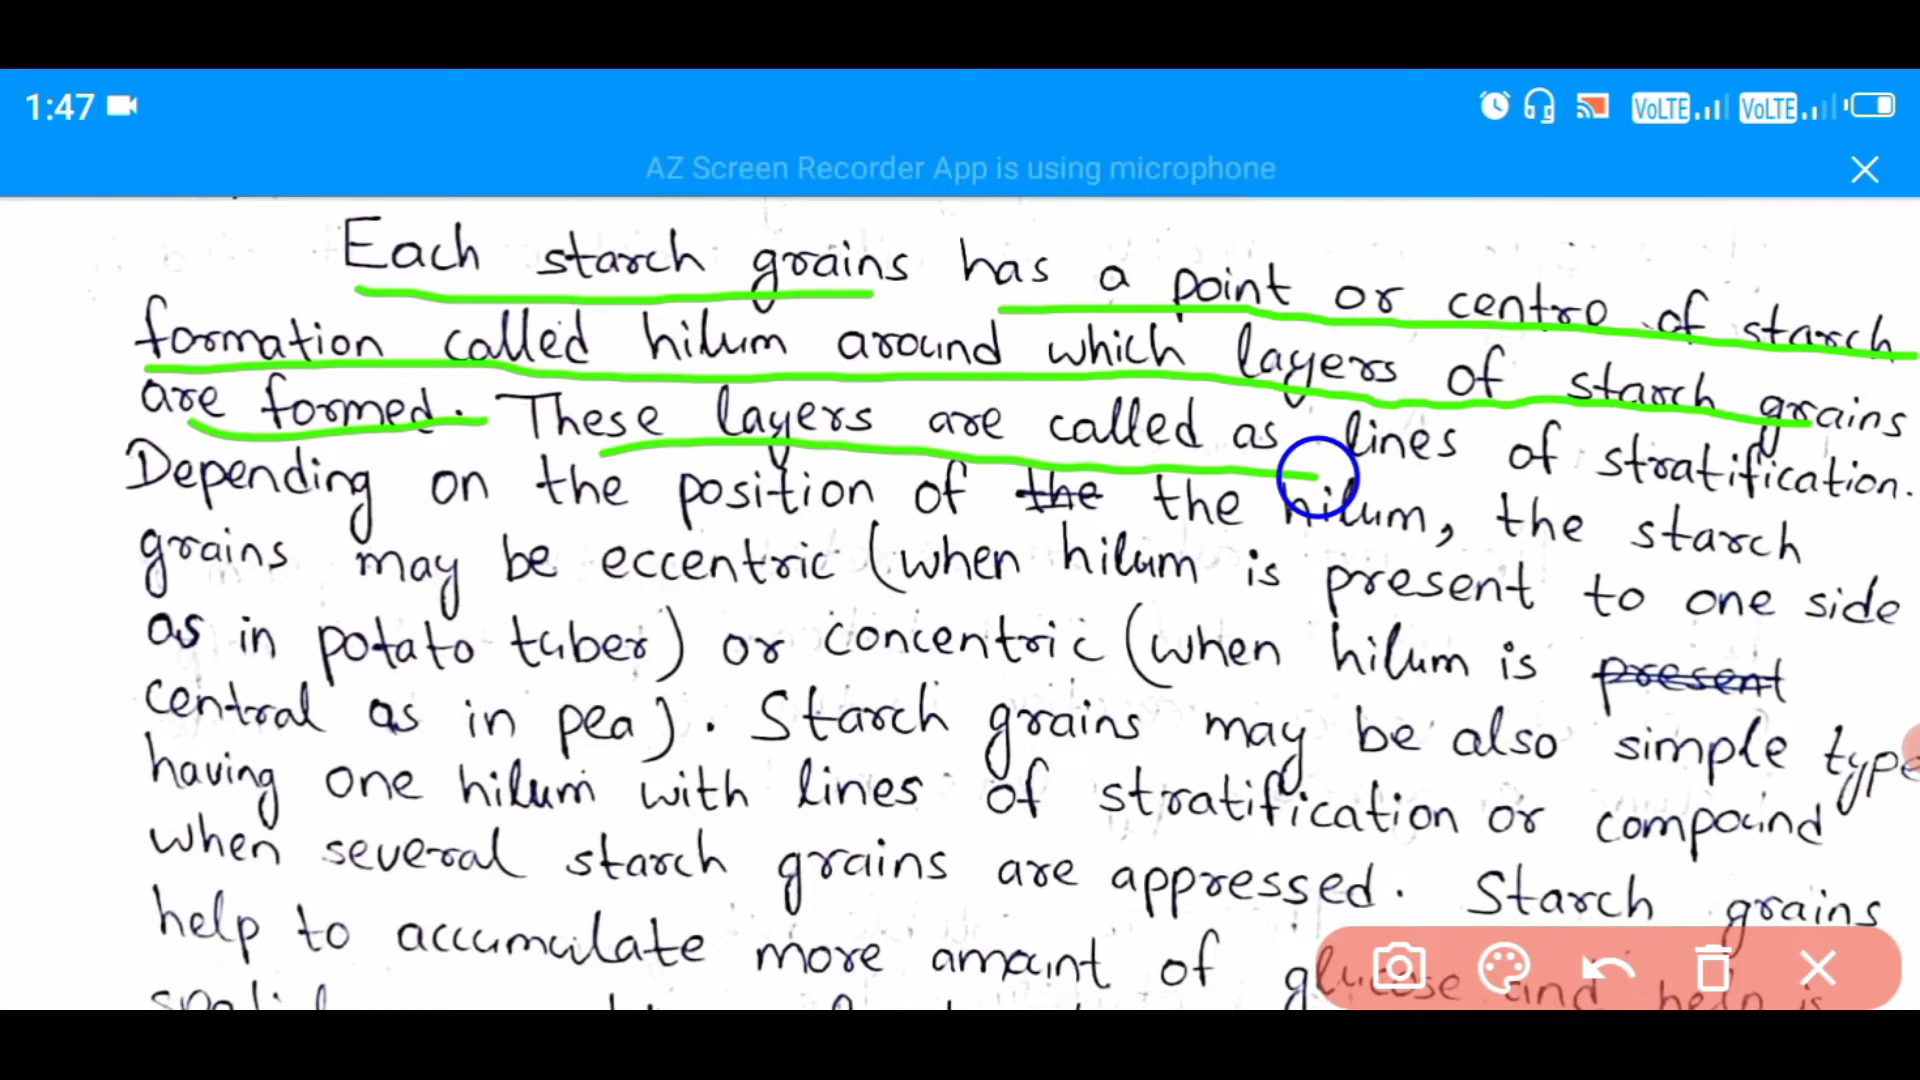 1:47
VoLTE VoLTE
AZ Screen Recorder App is using microphone
Each starch grains has a point or centre of starch
formation called hilum around which layers of starch grains
are formed. These layers are called as lines of stratification.
Depending on the position of the the hilum, the starch
grains may be eccentric (when hilum is present to one side
as in potato tuber) or concentric (when hilum is present
central as in pea). Starch grains may be also simple type
having one hilum with lines of stratification or compound
when several starch grains are appressed. Starch grains
help to accumulate more amount of glucose and help